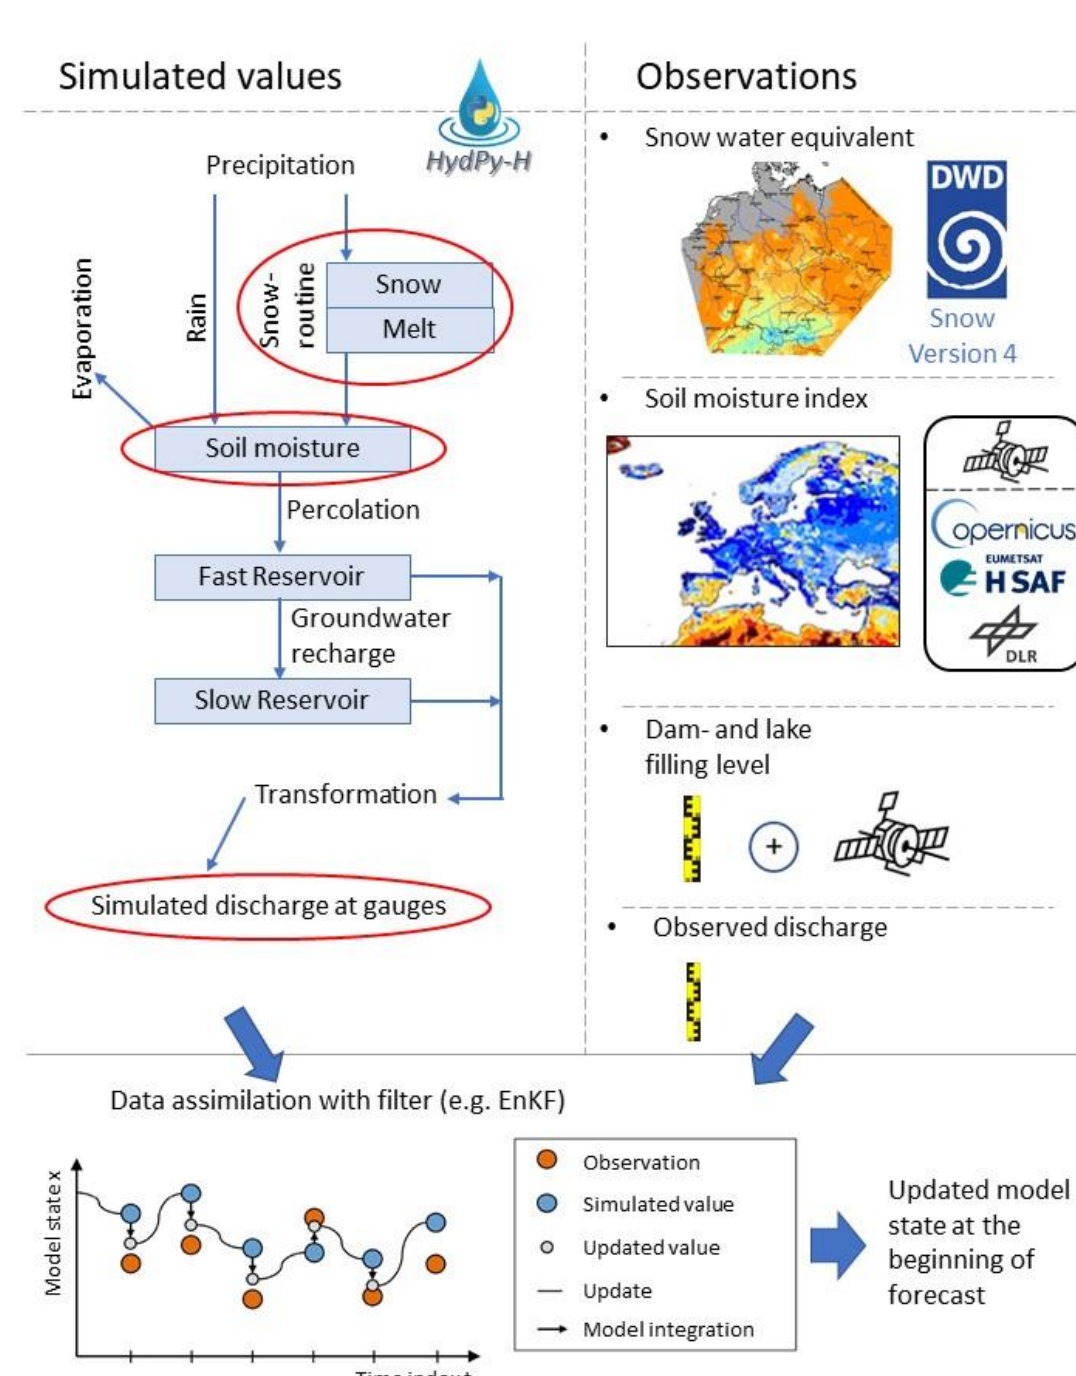 Simulated values
HydPy-H
Precipitation
Evaporation
Rain
Snow-
routine
Snow
Melt
Soil moisture
Percolation
Fast Reservoir
Groundwater
recharge
Slow Reservoir
Transformation
Simulated discharge at gauges
Observations
• Snow water equivalent
DWD
Snow
Version 4
• Soil moisture index
Copernicus
EUMETSAT
H SAF
DLR
• Dam- and lake
filling level
+
• Observed discharge
Data assimilation with filter (e.g. EnKF)
Model state x
Observation
Simulated value
Updated value
Update
Model integration
Updated model
state at the
beginning of
forecast